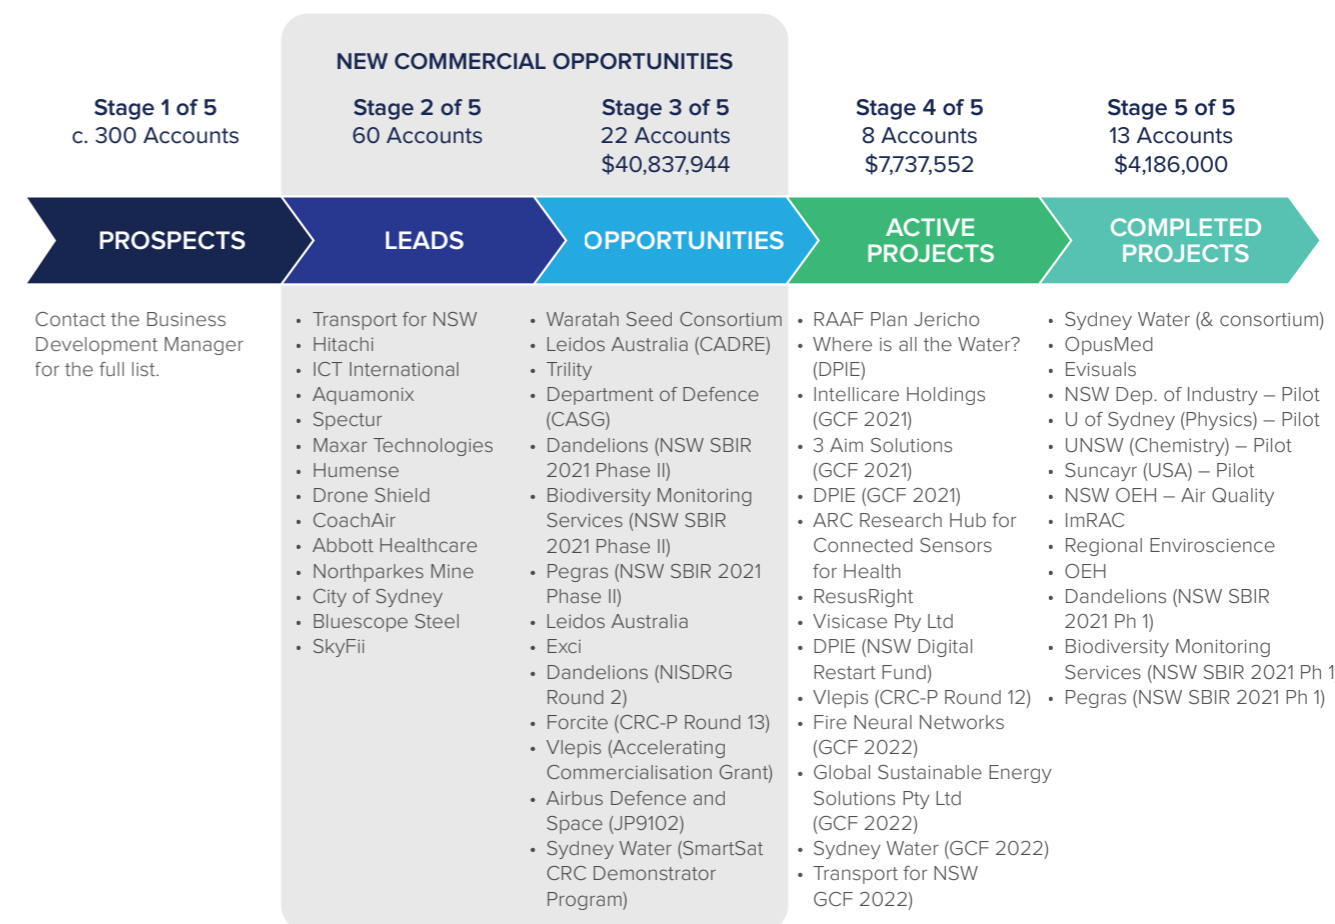 NEW COMMERCIAL OPPORTUNITIES
Stage 1 of 5
c. 300 Accounts
Stage 2 of 5
60 Accounts
Stage 3 of 5
22 Accounts
$40,837,944
Stage 4 of 5
8 Accounts
$7,737,552
Stage 5 of 5
13 Accounts
$4,186,000
PROSPECTS
LEADS
OPPORTUNITIES
ACTIVE
PROJECTS
COMPLETED
PROJECTS
Contact the Business
Development Manager
for the full list.
• Transport for NSW
• Hitachi
• ICT International
• Aquamonix
• Spectur
• Maxar Technologies
• Humense
• Drone Shield
• CoachAir
• Abbott Healthcare
• Northparkes Mine
• City of Sydney
• Bluescope Steel
• SkyFii
• Waratah Seed Consortium
• Leidos Australia (CADRE)
• Trility
• Department of Defence
(CASG)
• Dandelions (NSW SBIR
2021 Phase II)
• Biodiversity Monitoring
Services (NSW SBIR
2021 Phase II)
• Pegras (NSW SBIR 2021
Phase II)
• Leidos Australia
• Exci
• Dandelions (NISDRG
Round 2)
• Forcite (CRC-P Round 13)
• Vlepis (Accelerating
Commercialisation Grant)
• Airbus Defence and
Space (JP9102)
• Sydney Water (SmartSat
CRC Demonstrator
Program)
• RAAF Plan Jericho
• Where is all the Water?
(DPIE)
• Intellicare Holdings
(GCF 2021)
• 3 Aim Solutions
(GCF 2021)
• DPIE (GCF 2021)
• ARC Research Hub for
Connected Sensors
for Health
• ResusRight
• Visicase Pty Ltd
• DPIE (NSW Digital
Restart Fund)
• Vlepis (CRC-P Round 12)
• Fire Neural Networks
(GCF 2022)
• Global Sustainable Energy
Solutions Pty Ltd
(GCF 2022)
• Sydney Water (GCF 2022)
• Transport for NSW
GCF 2022)
• Sydney Water (& consortium)
• OpusMed
• Evisuals
• NSW Dep. of Industry – Pilot
• U of Sydney (Physics) – Pilot
• UNSW (Chemistry) – Pilot
• Suncayr (USA) – Pilot
• NSW OEH – Air Quality
• ImRAC
• Regional Enviroscience
• OEH
• Dandelions (NSW SBIR
2021 Ph 1)
• Biodiversity Monitoring
Services (NSW SBIR 2021 Ph 1
• Pegras (NSW SBIR 2021 Ph 1)